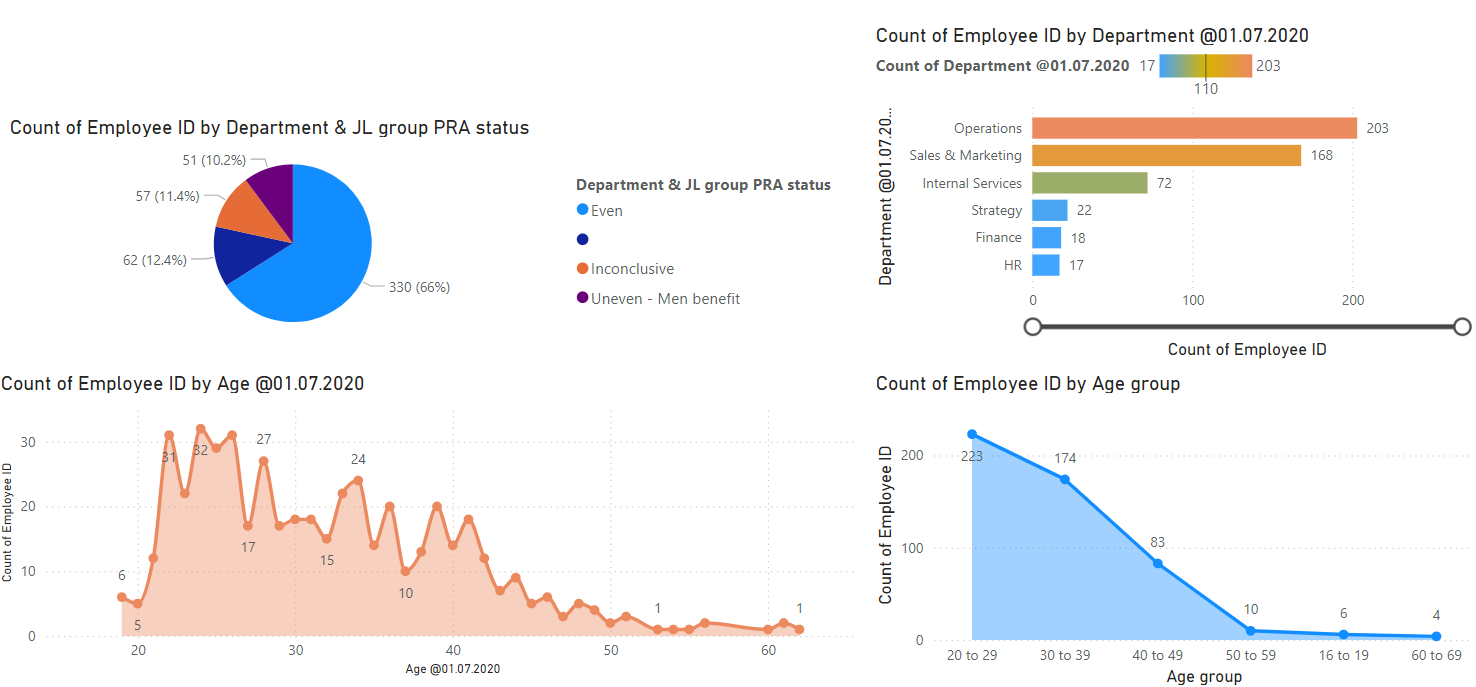 Count of Employee ID by Department & JL group PRA status
51 (10.2%)
57 (11.4%)
62 (12.4%)
330 (66%)
Department & JL group PRA status
Even
Inconclusive
Uneven - Men benefit
Count of Employee ID by Department @01.07.2020
Count of Department @01.07.2020 17 203
110
Department @01.07.20...
Operations 203
Sales & Marketing 168
Internal Services 72
Strategy 22
Finance 18
HR 17
0 100 200
Count of Employee ID
Count of Employee ID by Age @01.07.2020
Count of Employee ID
30
20
10
0
6
5
31
32
17
27
15
24
10
1
1
20 30 40 50 60
Age @01.07.2020
Count of Employee ID by Age group
Count of Employee ID
200
100
0
223
174
83
10
6
4
20 to 29 30 to 39 40 to 49 50 to 59 16 to 19 60 to 69
Age group